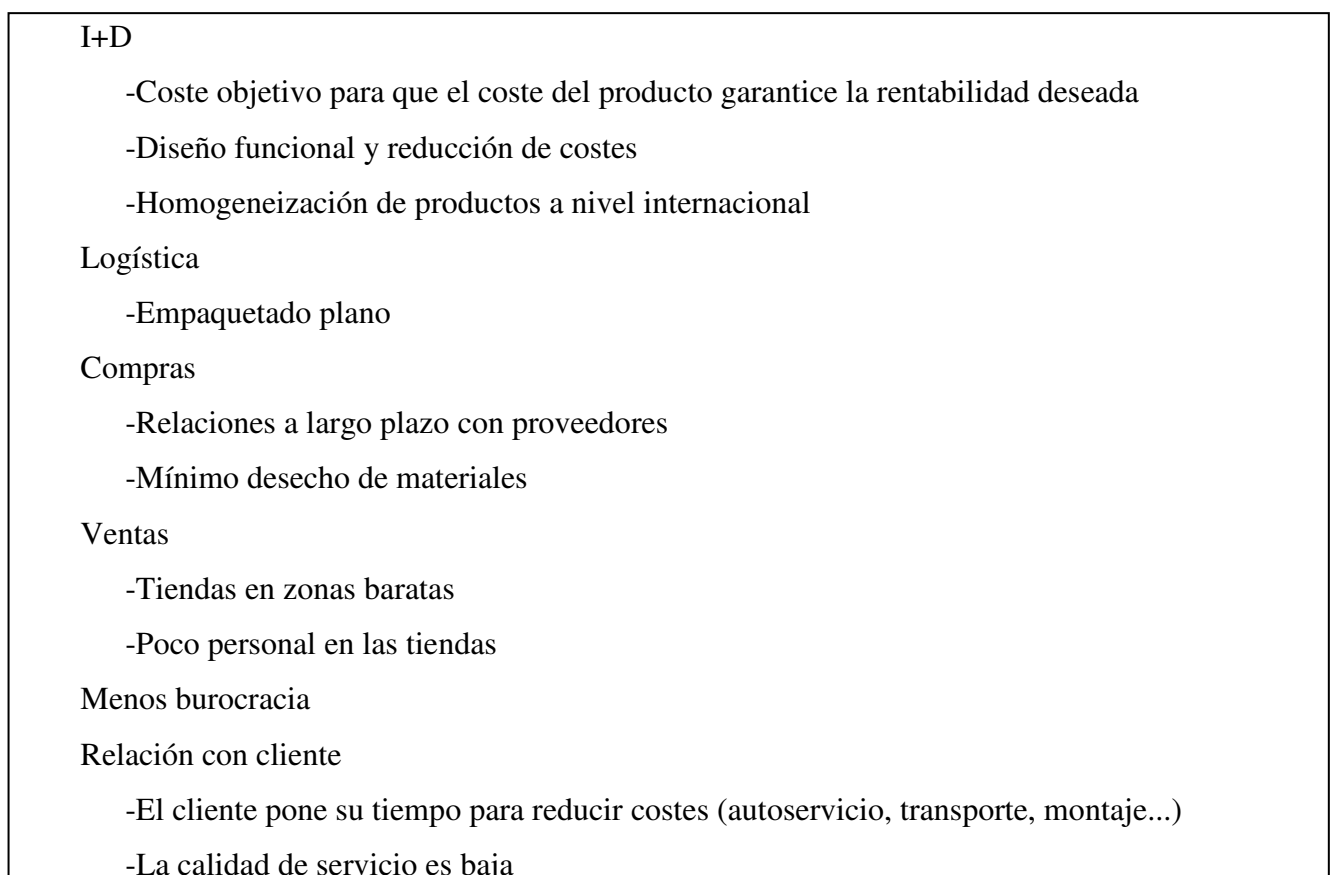 I+D
-Coste objetivo para que el coste del producto garantice la rentabilidad deseada
-Diseño funcional y reducción de costes
-Homogeneización de productos a nivel internacional
Logística
-Empaquetado plano
Compras
-Relaciones a largo plazo con proveedores
-Mínimo desecho de materiales
Ventas
-Tiendas en zonas baratas
-Poco personal en las tiendas
Menos burocracia
Relación con cliente
-El cliente pone su tiempo para reducir costes (autoservicio, transporte, montaje...)
-La calidad de servicio es baja